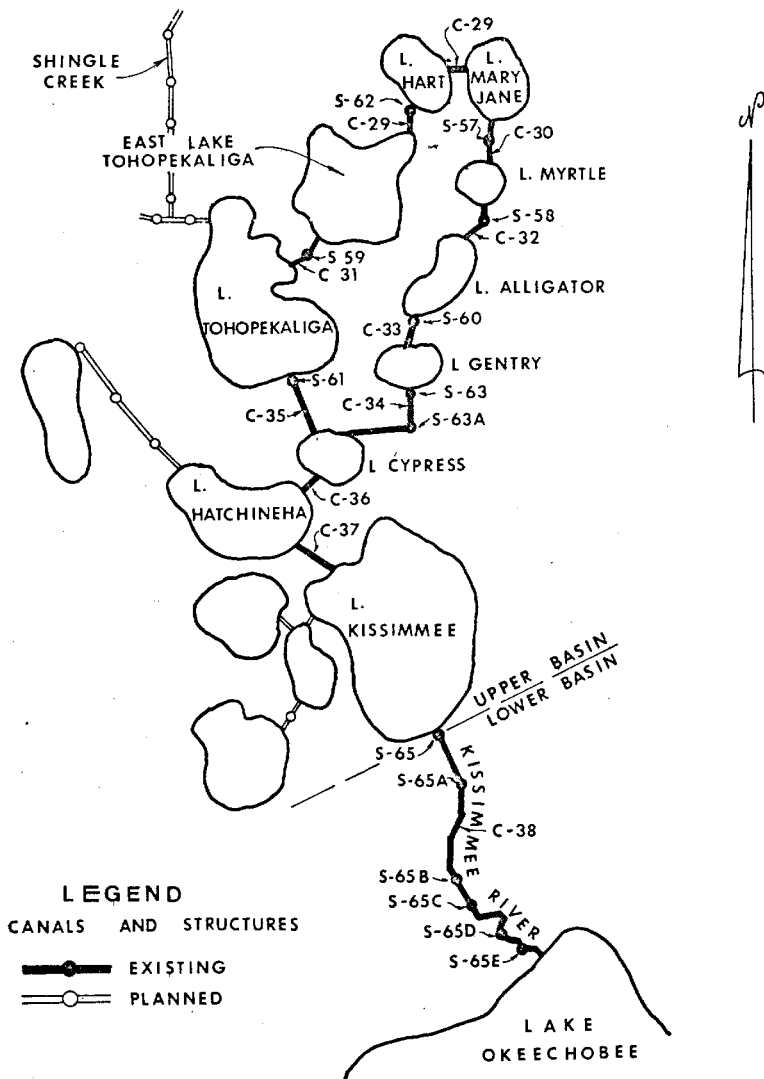 C-29
L.
HART
L.
MARY
JANE
SHINGLE
CREEK
S-62
C-29
S-57
C-30
EAST LAKE
TOHOPEKALIGA
L. MYRTLE
S-58
C-32
S 59
C 31
L. ALLIGATOR
L.
TOHOPEKALIGA
C-33
S-60
L GENTRY
S-61
S-63
C-35
C-34
S-63A
L CYPRESS
L.
HATCHINEHA
C-36
C-37
L.
KISSIMMEE
UPPER BASIN
LOWER BASIN
S-65
S-65A
KISSIMMEE
RIVER
C-38
S-65B
S-65C
S-65D
S-65E
LEGEND
CANALS AND STRUCTURES
EXISTING
PLANNED
LAKE
OKEECHOBEE
N